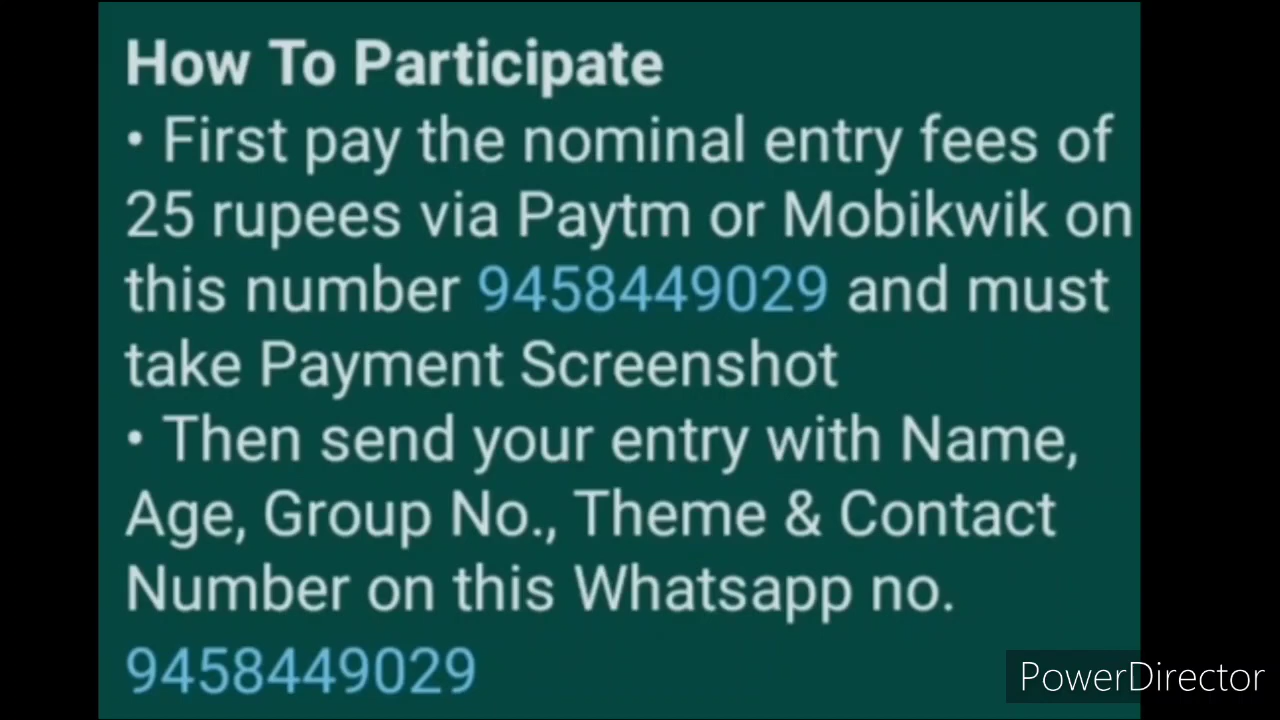 How To Participate
• First pay the nominal entry fees of
25 rupees via Paytm or Mobikwik on
this number 9458449029 and must
take Payment Screenshot
• Then send your entry with Name,
Age, Group No., Theme & Contact
Number on this Whatsapp no.
9458449029
PowerDirector